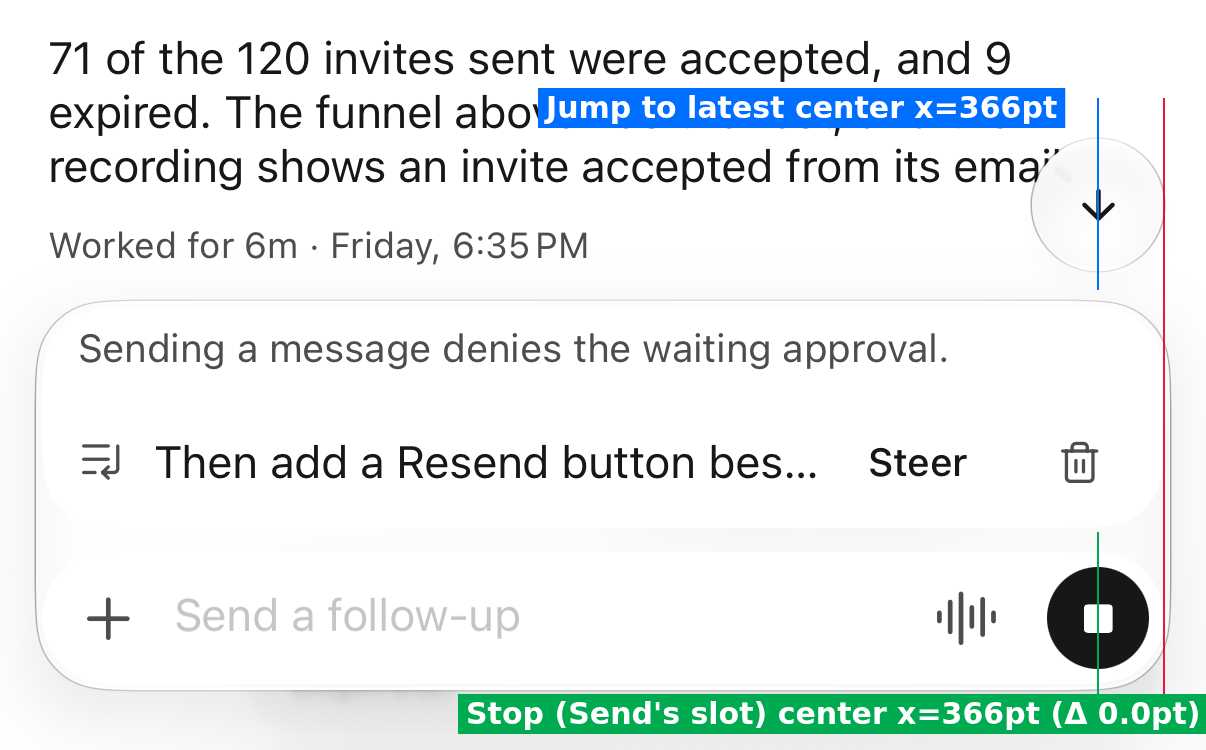 71 of the 120 invites sent were accepted, and 9
expired. The funnel
Jump to latest center x=366pt
recording shows an invite accepted from its
Worked for 6m · Friday, 6:35 PM
Sending a message denies the waiting approval.
Then add a Resend button bes...
Steer
Send a follow-up
Stop (Send's slot) center x=366pt (Δ 0.0pt)